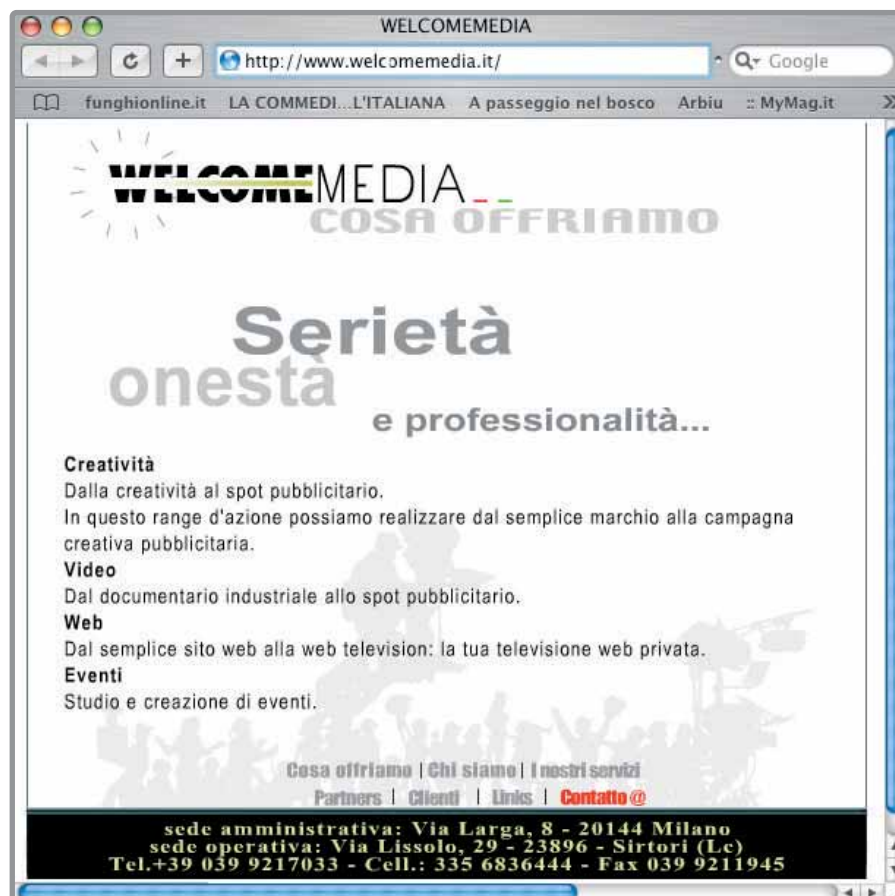 WELCOMEMEDIA
http://www.welcomemedia.it/
Google
funghionline.it LA COMMEDI...L'ITALIANA A passeggio nel bosco Arbiu :: MyMag.it
WELCOMEMEDIA
COSA OFFRIAMO
Serietà
onestà
e professionalità...
Creatività
Dalla creatività al spot pubblicitario.
In questo range d'azione possiamo realizzare dal semplice marchio alla campagna
creativa pubblicitaria.
Video
Dal documentario industriale allo spot pubblicitario.
Web
Dal semplice sito web alla web television: la tua televisione web privata.
Eventi
Studio e creazione di eventi.
Cosa offriamo | Chi siamo | I nostri servizi
Partners | Clienti | Links | Contatto @
sede amministrativa: Via Larga, 8 - 20144 Milano
sede operativa: Via Lissolo, 29 - 23896 - Sirtori (Lc)
Tel.+39 039 9217033 - Cell.: 335 6836444 - Fax 039 9211945